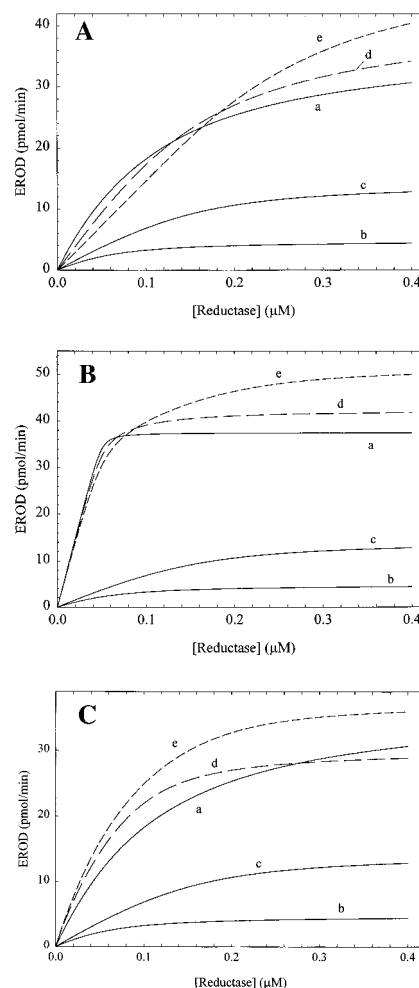 A
40
30
20
10
0
EROD (pmol/min)
e
d
a
c
b
0.0 0.1 0.2 0.3 0.4
[Reductase] (μM)
B
50
40
30
20
10
0
EROD (pmol/min)
e
d
a
c
b
0.0 0.1 0.2 0.3 0.4
[Reductase] (μM)
C
30
20
10
0
EROD (pmol/min)
e
d
a
c
b
0.0 0.1 0.2 0.3 0.4
[Reductase] (μM)